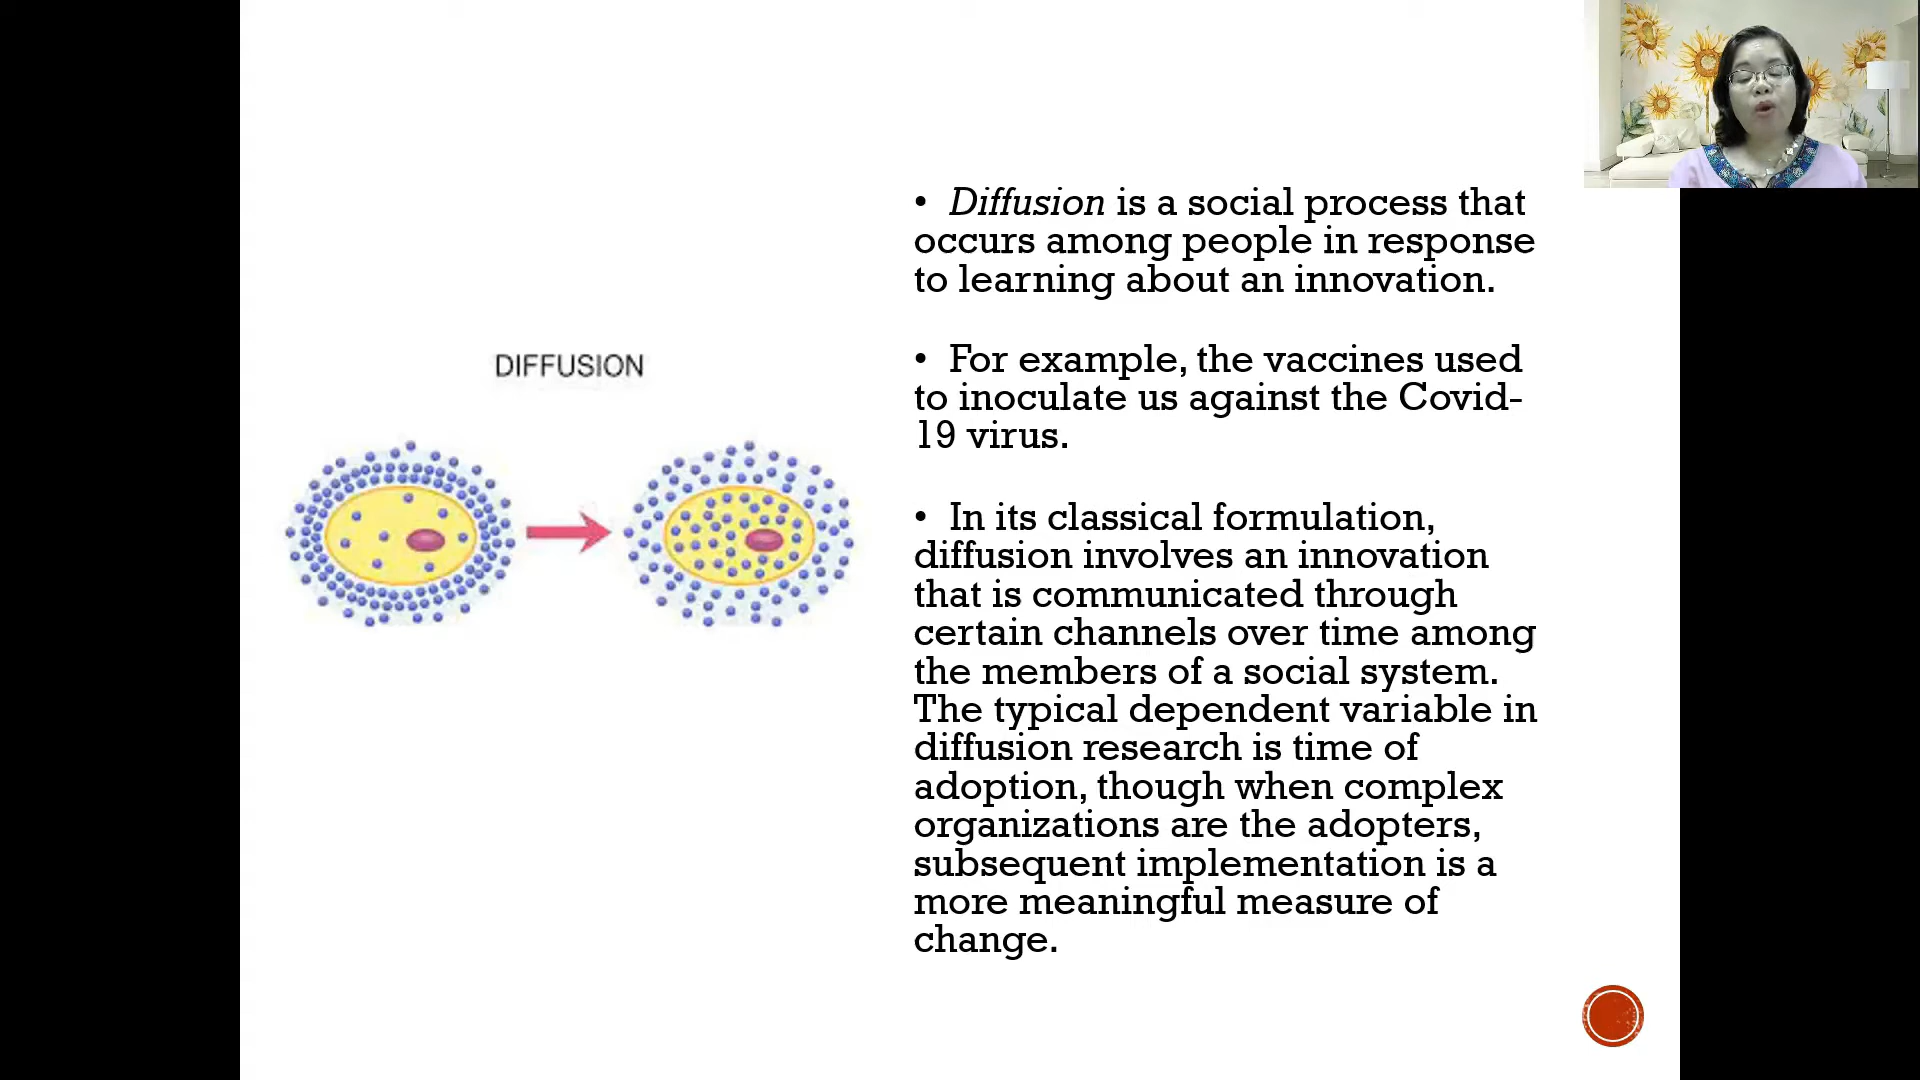 DIFFUSION
• Diffusion is a social process that
occurs among people in response
to learning about an innovation.
• For example, the vaccines used
to inoculate us against the Covid-
19 virus.
• In its classical formulation,
diffusion involves an innovation
that is communicated through
certain channels over time among
the members of a social system.
The typical dependent variable in
diffusion research is time of
adoption, though when complex
organizations are the adopters,
subsequent implementation is a
more meaningful measure of
change.